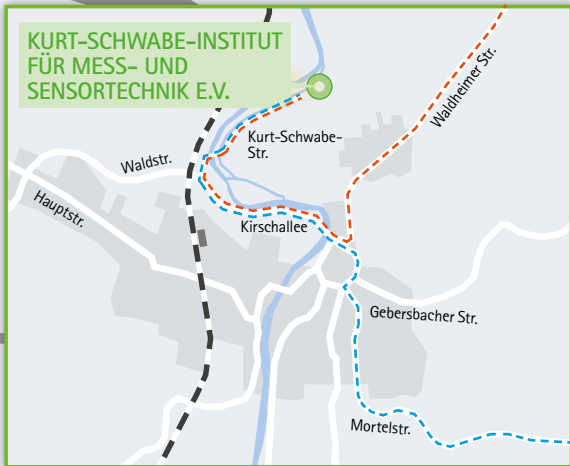 KURT-SCHWABE-INSTITUT
FÜR MESS- UND
SENSORTECHNIK E.V.
Waldheimer Str.
Kurt-Schwabe-
Str.
Waldstr.
Hauptstr.
Kirschallee
Gebersbacher Str.
Mortelstr.